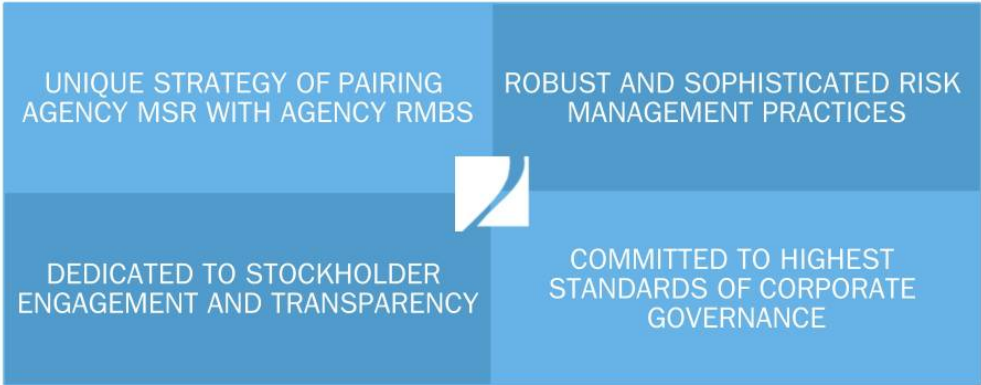 UNIQUE STRATEGY OF PAIRING
AGENCY MSR WITH AGENCY RMBS
ROBUST AND SOPHISTICATED RISK
MANAGEMENT PRACTICES
DEDICATED TO STOCKHOLDER
ENGAGEMENT AND TRANSPARENCY
COMMITTED TO HIGHEST
STANDARDS OF CORPORATE
GOVERNANCE